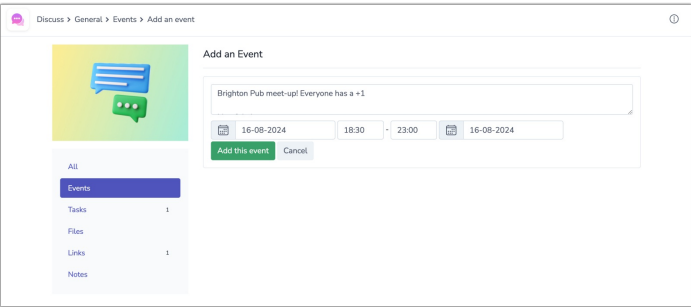 Discuss > General > Events > Add an event
Add an Event
Brighton Pub meet-up! Everyone has a +1
16-08-2024 18:30 - 23:00 16-08-2024
Add this event Cancel
All
Events
Tasks 1
Files
Links 1
Notes